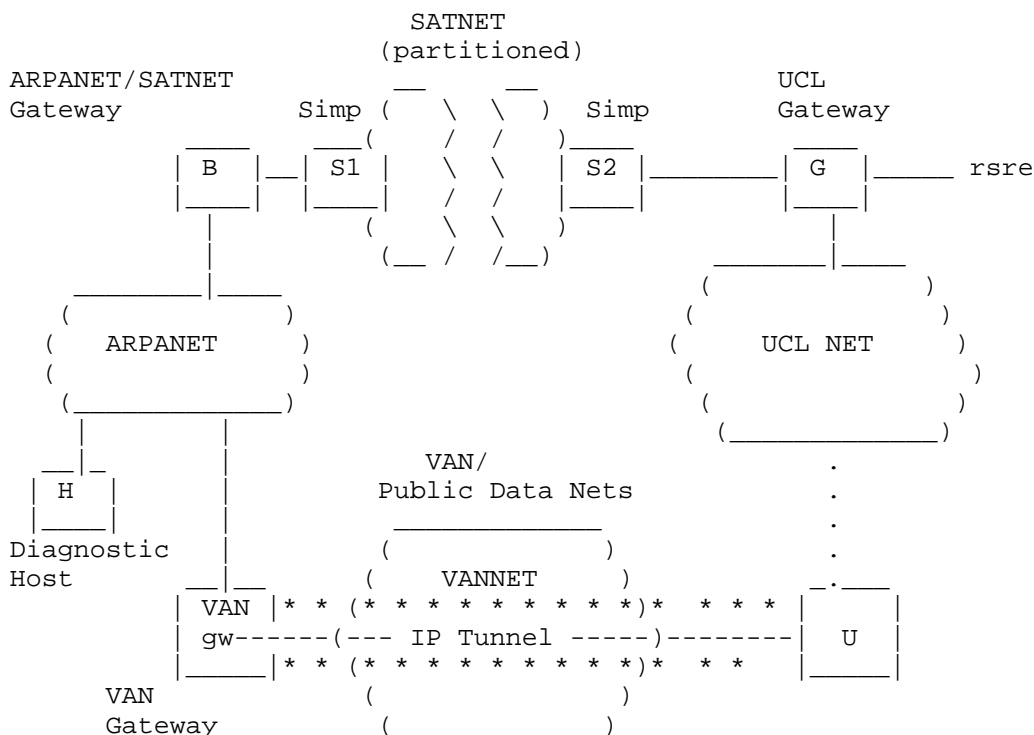 SATNET
(partitioned)
ARPANET/SATNET
Gateway
Simp
Simp
UCL
Gateway
B
S1
S2
G
rsre
ARPANET
UCL NET
H
Diagnostic
Host
VAN/
Public Data Nets
VANNET
VAN
gw
IP Tunnel
U
VAN
Gateway